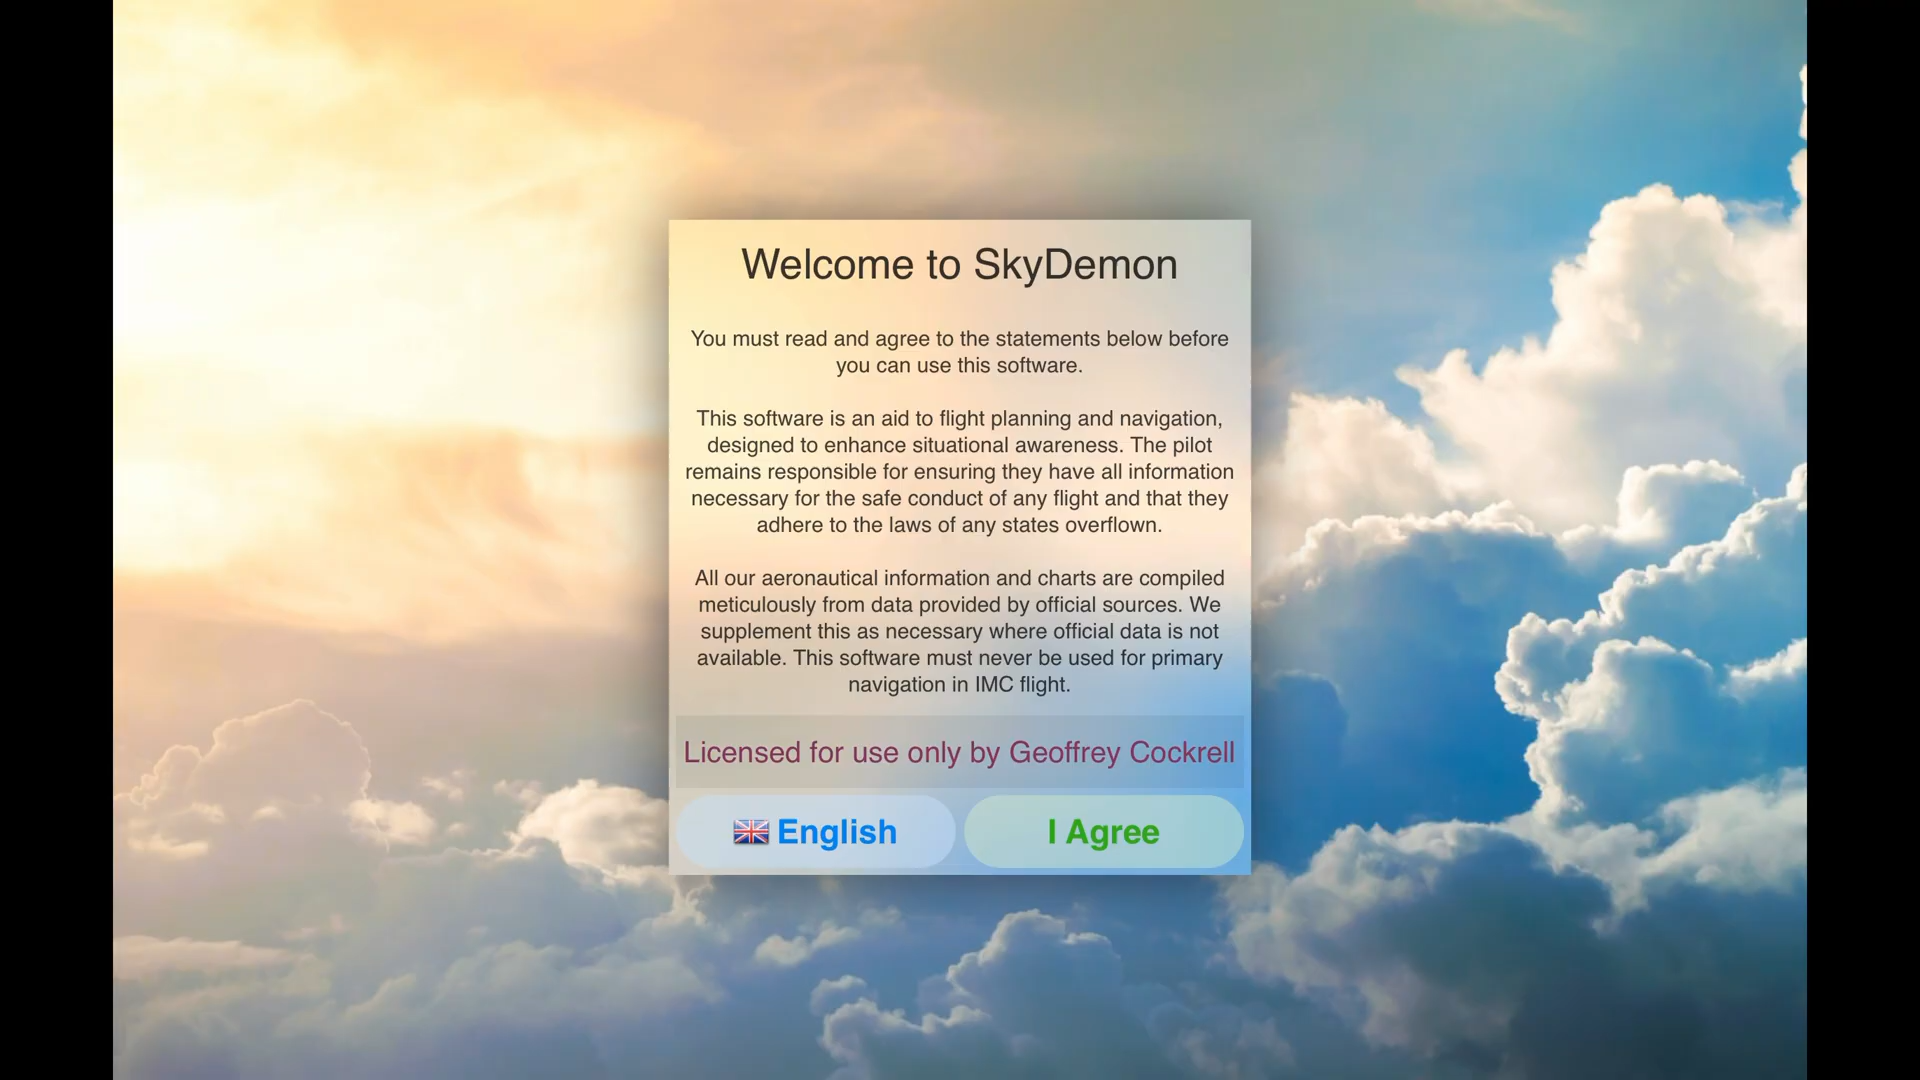 Welcome to SkyDemon
You must read and agree to the statements below before
you can use this software.
This software is an aid to flight planning and navigation,
designed to enhance situational awareness. The pilot
remains responsible for ensuring they have all information
necessary for the safe conduct of any flight and that they
adhere to the laws of any states overflown.
All our aeronautical information and charts are compiled
meticulously from data provided by official sources. We
supplement this as necessary where official data is not
available. This software must never be used for primary
navigation in IMC flight.
Licensed for use only by Geoffrey Cockrell
English
I Agree